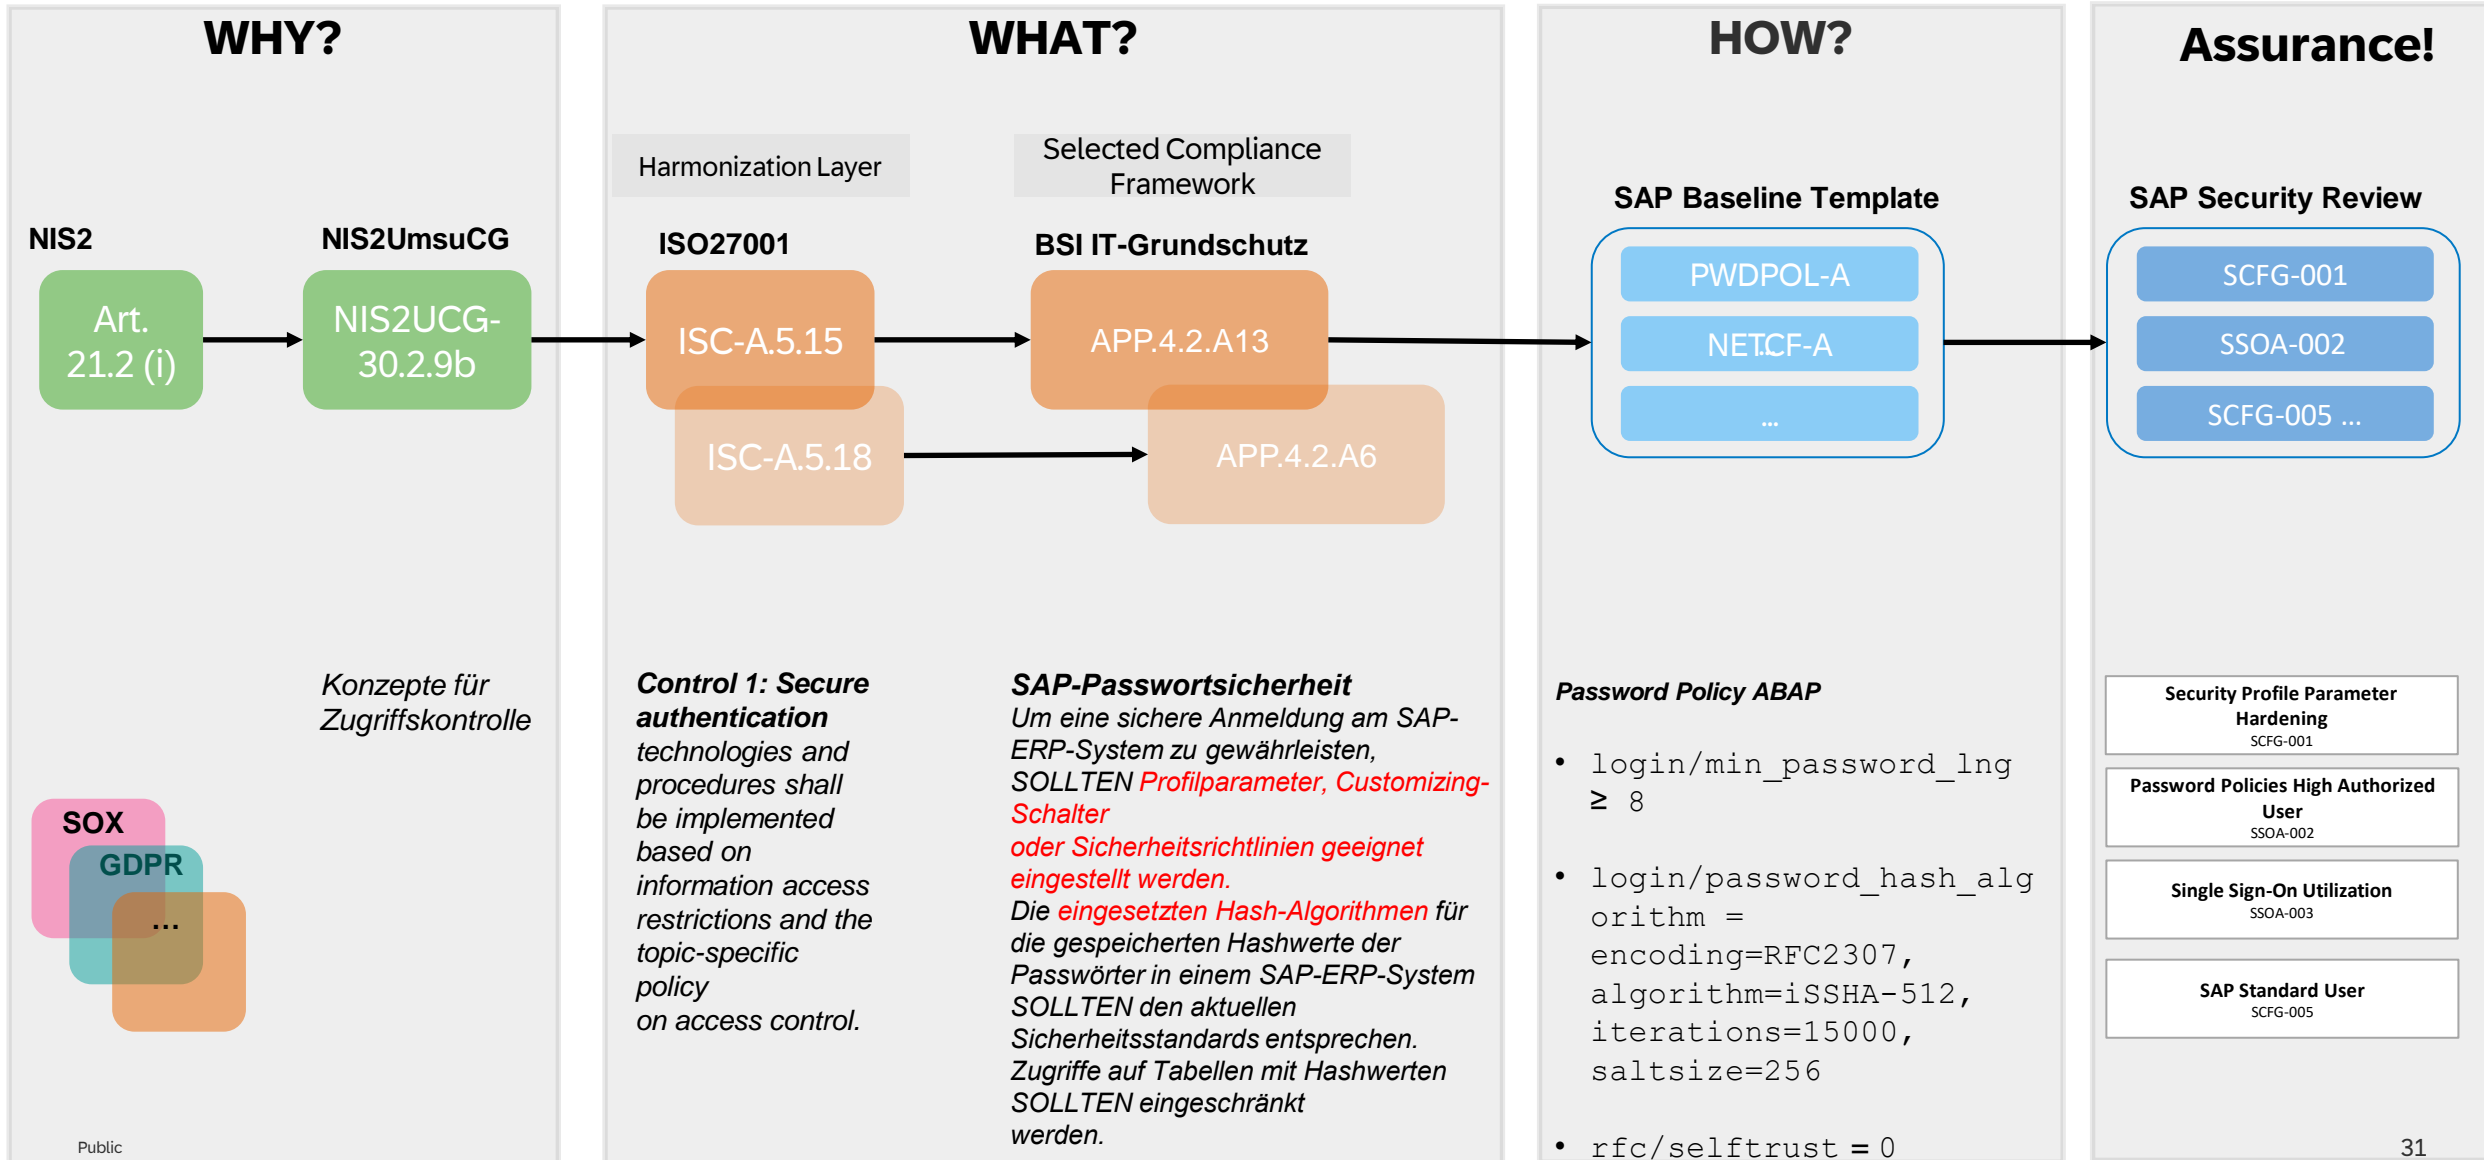 WHY?
WHAT?
HOW?
Assurance!
Harmonization Layer
Selected Compliance
Framework
NIS2
NIS2UmsuCG
ISO27001
BSI IT-Grundschutz
SAP Baseline Template
SAP Security Review
Art.
21.2 (i)
NIS2UCG-
30.2.9b
ISC-A.5.15
APP.4.2.A13
ISC-A.5.18
APP.4.2.A6
PWDPOL-A
NETCF-A
...
...
SCFG-001
SSOA-002
SCFG-005 ...
Konzepte für
Zugriffskontrolle
SOX
GDPR
...
Control 1: Secure
authentication
technologies and
procedures shall
be implemented
based on
information access
restrictions and the
topic-specific
policy
on access control.
SAP-Passwortsicherheit
Um eine sichere Anmeldung am SAP-
ERP-System zu gewährleisten,
SOLLTEN Profilparameter, Customizing-
Schalter
oder Sicherheitsrichtlinien geeignet
eingestellt werden.
Die eingesetzten Hash-Algorithmen für
die gespeicherten Hashwerte der
Passwörter in einem SAP-ERP-System
SOLLTEN den aktuellen
Sicherheitsstandards entsprechen.
Zugriffe auf Tabellen mit Hashwerten
SOLLTEN eingeschränkt
werden.
Password Policy ABAP
• login/min_password_lng
≥ 8
• login/password_hash_alg
orithm =
encoding=RFC2307,
algorithm=iSSHA-512,
iterations=15000,
saltsize=256
• rfc/selftrust = 0
Security Profile Parameter
Hardening
SCFG-001
Password Policies High Authorized
User
SSOA-002
Single Sign-On Utilization
SSOA-003
SAP Standard User
SCFG-005
Public
31